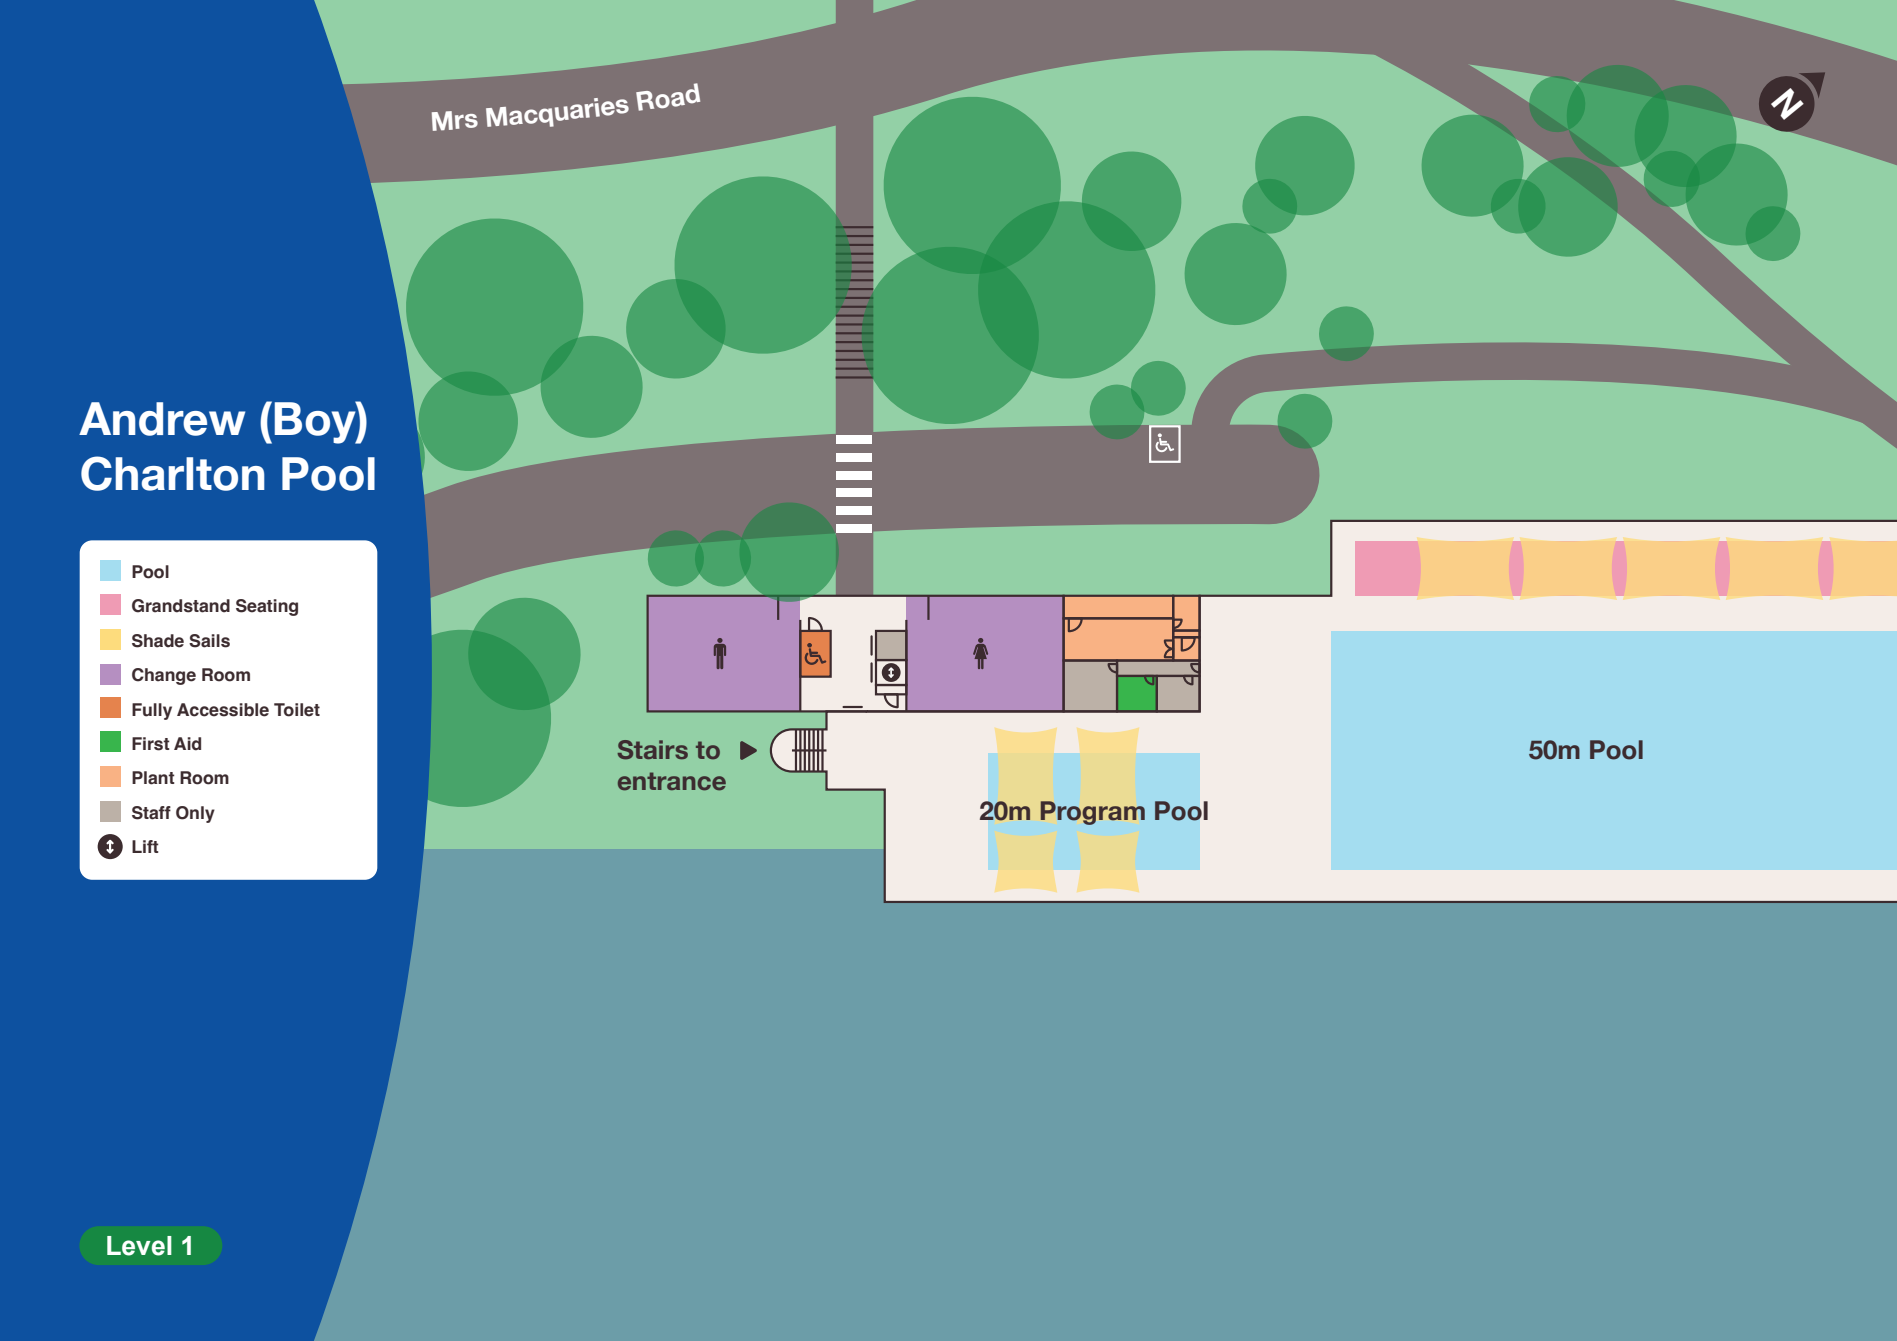 Mrs Macquaries Road
N
Andrew (Boy)
Charlton Pool
Pool
Grandstand Seating
Shade Sails
Change Room
Fully Accessible Toilet
First Aid
Plant Room
Staff Only
Lift
Stairs to
entrance
50m Pool
20m Program Pool
Level 1